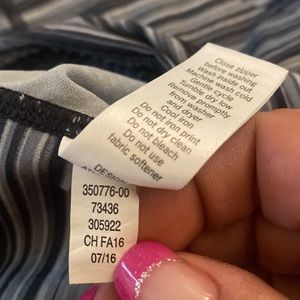 Close zipper
before washing
Wash inside out
Machine wash cold
Gentle cycle
Tumble dry low
Remove promptly
from washer
and dryer
Cool iron
Do not iron print
Do not dry clean
Do not bleach
Do not use
fabric softener
350776-00
73436
305922
CH FA16
07/16